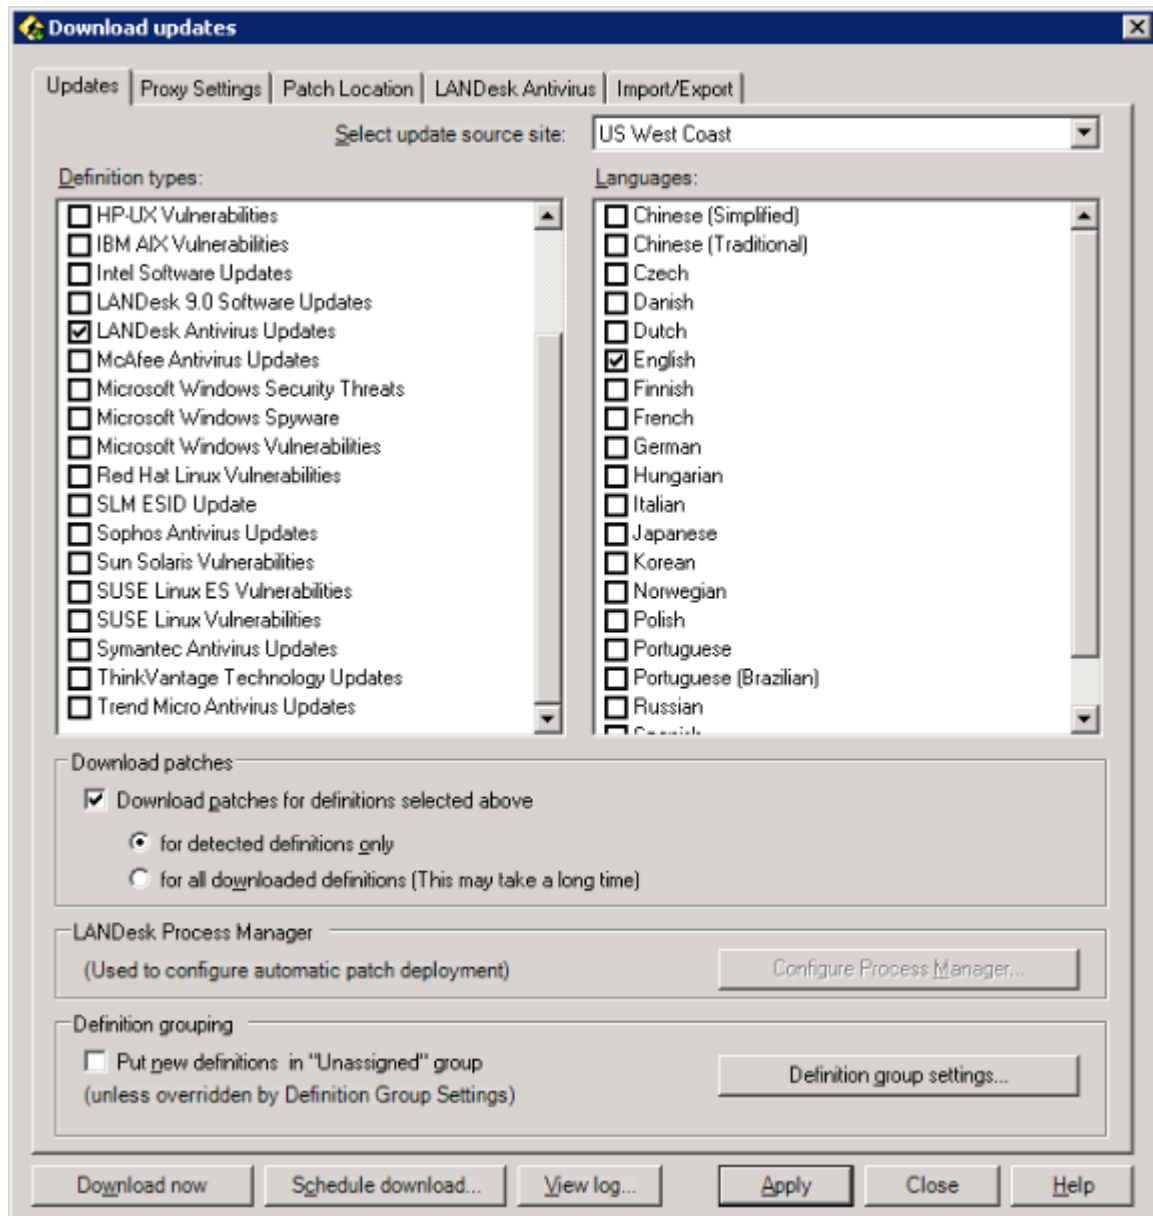 Download updates
Updates
Proxy Settings
Patch Location
LANDesk Antivirus
Import/Export
Select update source site:
US West Coast
Definition types:
HP-UX Vulnerabilities
IBM AIX Vulnerabilities
Intel Software Updates
LANDesk 9.0 Software Updates
LANDesk Antivirus Updates
McAfee Antivirus Updates
Microsoft Windows Security Threats
Microsoft Windows Spyware
Microsoft Windows Vulnerabilities
Red Hat Linux Vulnerabilities
SLM ESID Update
Sophos Antivirus Updates
Sun Solaris Vulnerabilities
SUSE Linux ES Vulnerabilities
SUSE Linux Vulnerabilities
Symantec Antivirus Updates
ThinkVantage Technology Updates
Trend Micro Antivirus Updates
Languages:
Chinese (Simplified)
Chinese (Traditional)
Czech
Danish
Dutch
English
Finnish
French
German
Hungarian
Italian
Japanese
Korean
Norwegian
Polish
Portuguese
Portuguese (Brazilian)
Russian
Download patches
Download patches for definitions selected above
for detected definitions only
for all downloaded definitions (This may take a long time)
LANDesk Process Manager
(Used to configure automatic patch deployment)
Configure Process Manager...
Definition grouping
Put new definitions in "Unassigned" group
(unless overridden by Definition Group Settings)
Definition group settings...
Download now
Schedule download...
View log...
Apply
Close
Help